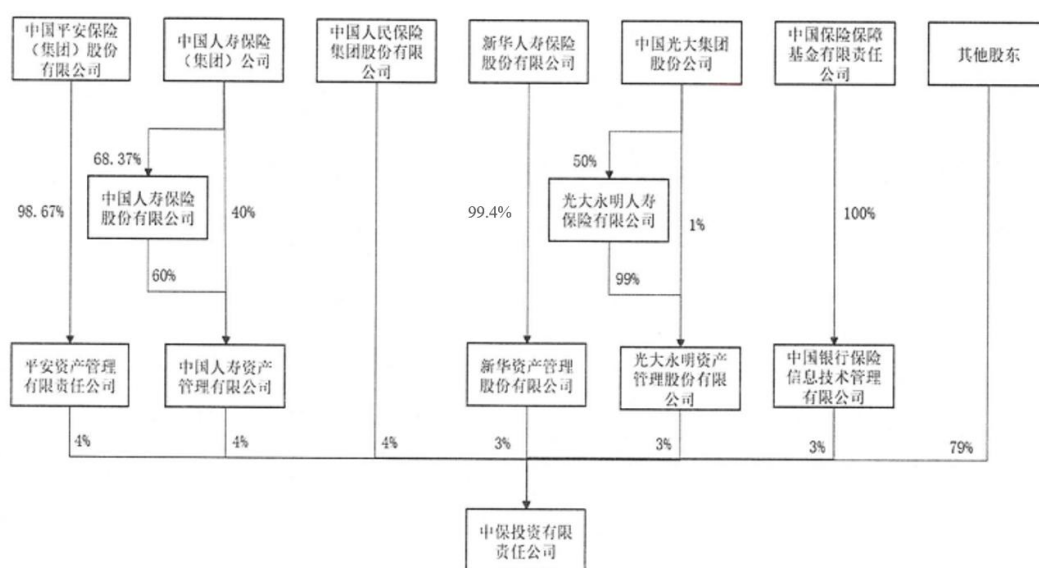 中国平安保险
（集团）股份
有限公司
中国人寿保险
（集团）公司
中国人民保险
集团股份有限
公司
新华人寿保险
股份有限公司
中国光大集团
股份公司
中国保险保障
基金有限责任
公司
其他股东
68.37%
50%
中国人寿保险
股份有限公司
光大永明人寿
保险有限公司
98.67%
40%
99.4%
1%
100%
60%
99%
平安资产管理
有限责任公司
中国人寿资产
管理有限公司
新华资产管理
股份有限公司
光大永明资产
管理股份有限
公司
中国银行保险
信息技术管理
有限公司
4%
4%
4%
3%
3%
3%
79%
中保投资有限
责任公司